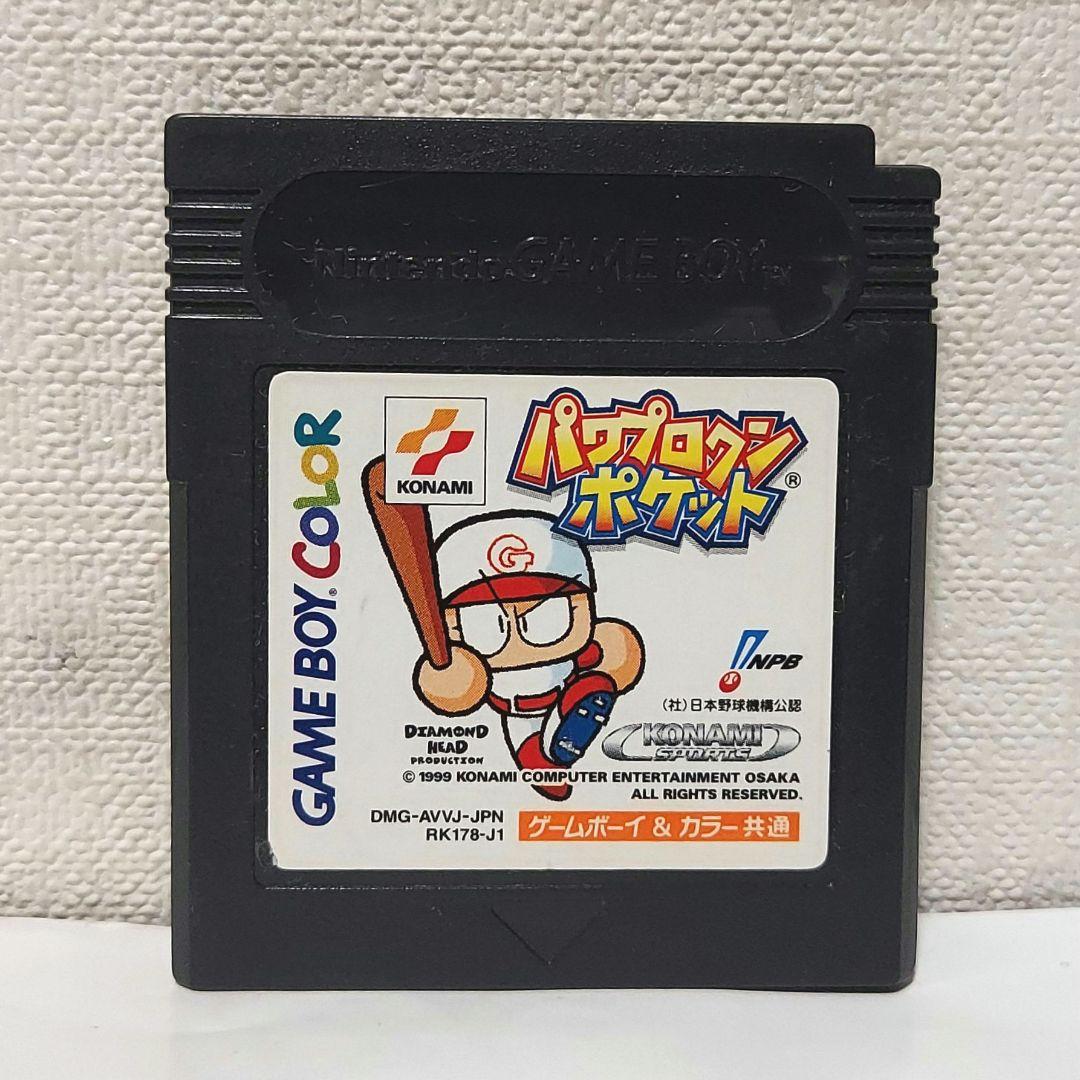 Nintendo GAME BOY TM
GAME BOY® COLOR
KONAMI
パワプロクン
ポケット®
G
NPB
(社)日本野球機構公認
KONAMI
SPORTS
DIAMOND
HEAD
PRODUCTION
© 1999 KONAMI COMPUTER ENTERTAINMENT OSAKA
ALL RIGHTS RESERVED.
DMG-AVVJ-JPN
RK178-J1
ゲームボーイ & カラー共通